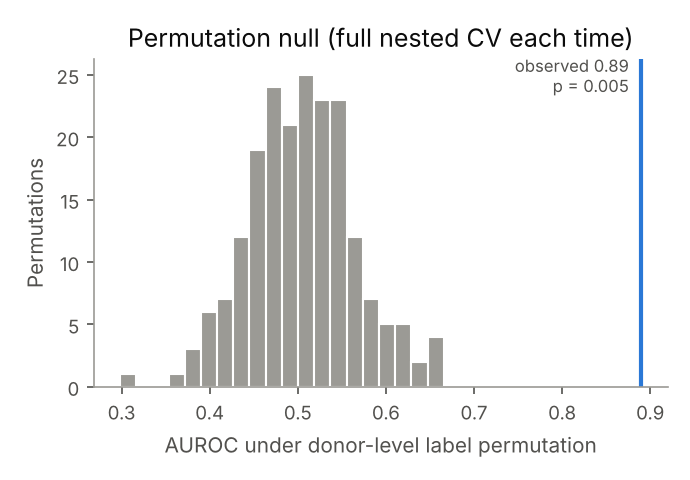 Permutation null (full nested CV each time)
observed 0.89
p = 0.005
Permutations
25
20
15
10
5
0
0.3 0.4 0.5 0.6 0.7 0.8 0.9
AUROC under donor-level label permutation